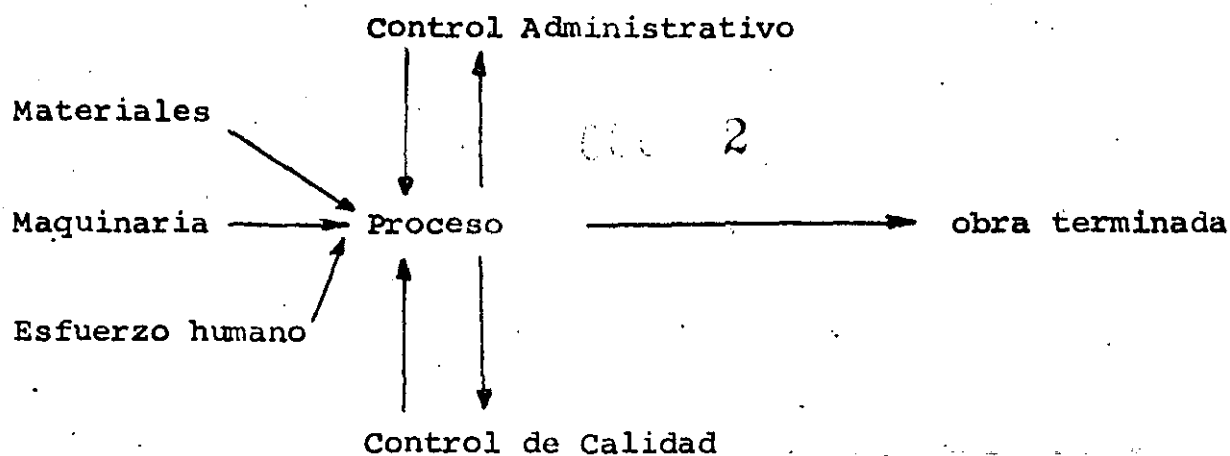 Control Administrativo
Materiales
2
Maquinaria Proceso obra terminada
Esfuerzo humano
Control de Calidad